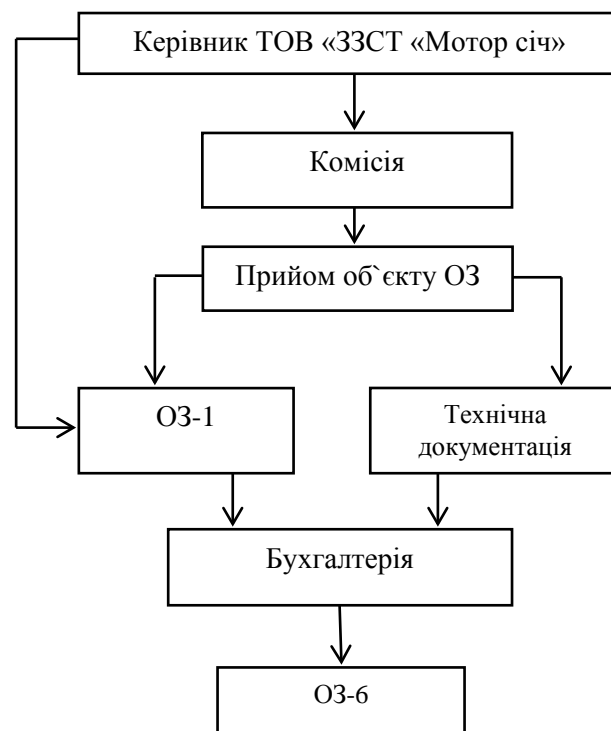 Керівник ТОВ «ЗЗСТ «Мотор січ»
Комісія
Прийом об`єкту ОЗ
ОЗ-1
Технічна
документація
Бухгалтерія
ОЗ-6